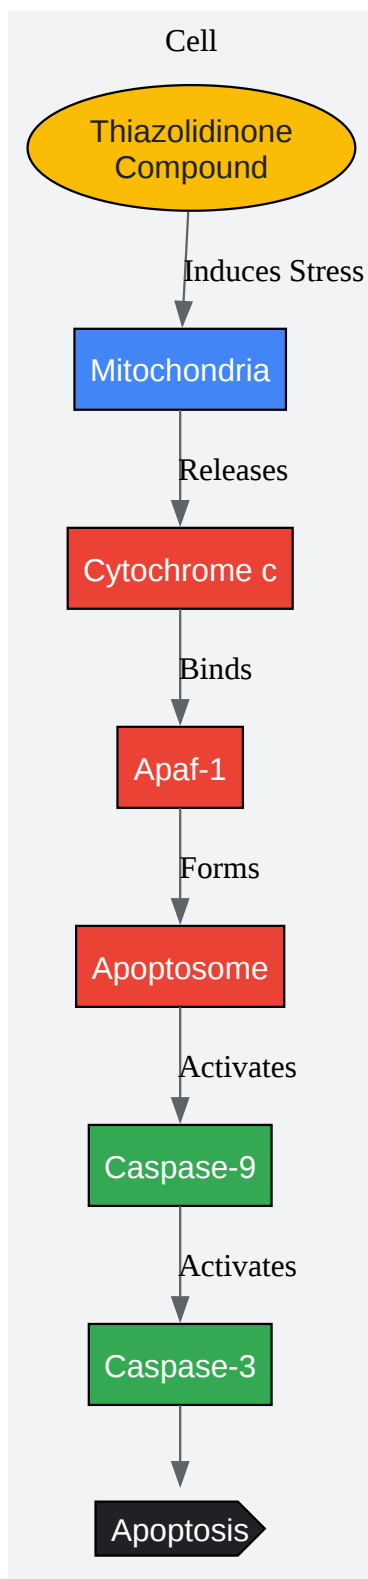 Cell
Thiazolidinone
Compound
Induces Stress
Mitochondria
Releases
Cytochrome c
Binds
Apaf-1
Forms
Apoptosome
Activates
Caspase-9
Activates
Caspase-3
Apoptosis